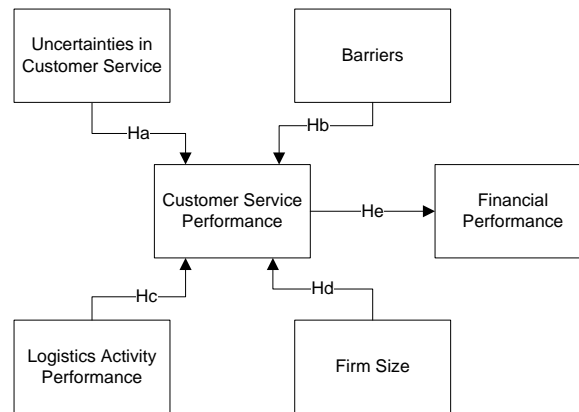 Uncertainties in
Customer Service
Barriers
Ha
Hb
Customer Service
Performance
He
Financial
Performance
Hc
Hd
Logistics Activity
Performance
Firm Size